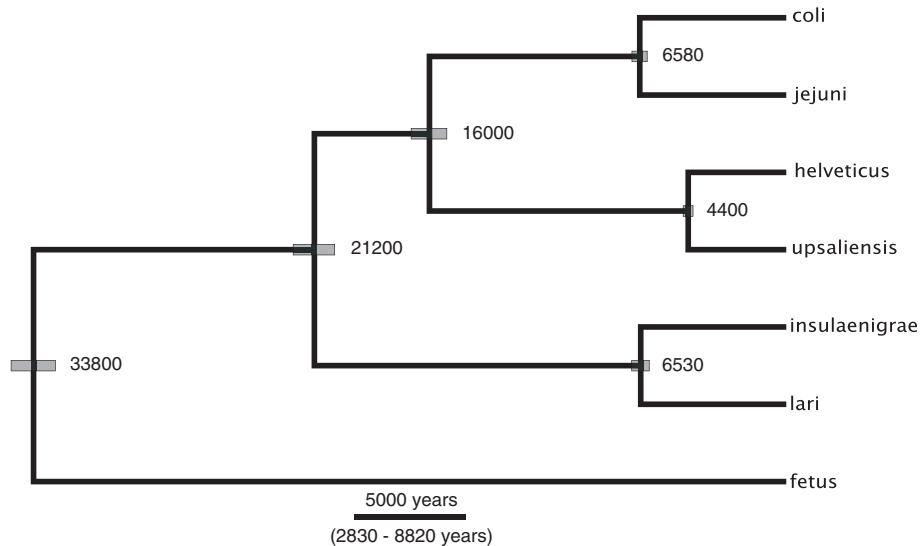 coli
6580
jejuni
16000
helveticus
4400
21200
upsaliensis
insulaenigrae
33800
6530
lari
fetus
5000 years
(2830 - 8820 years)